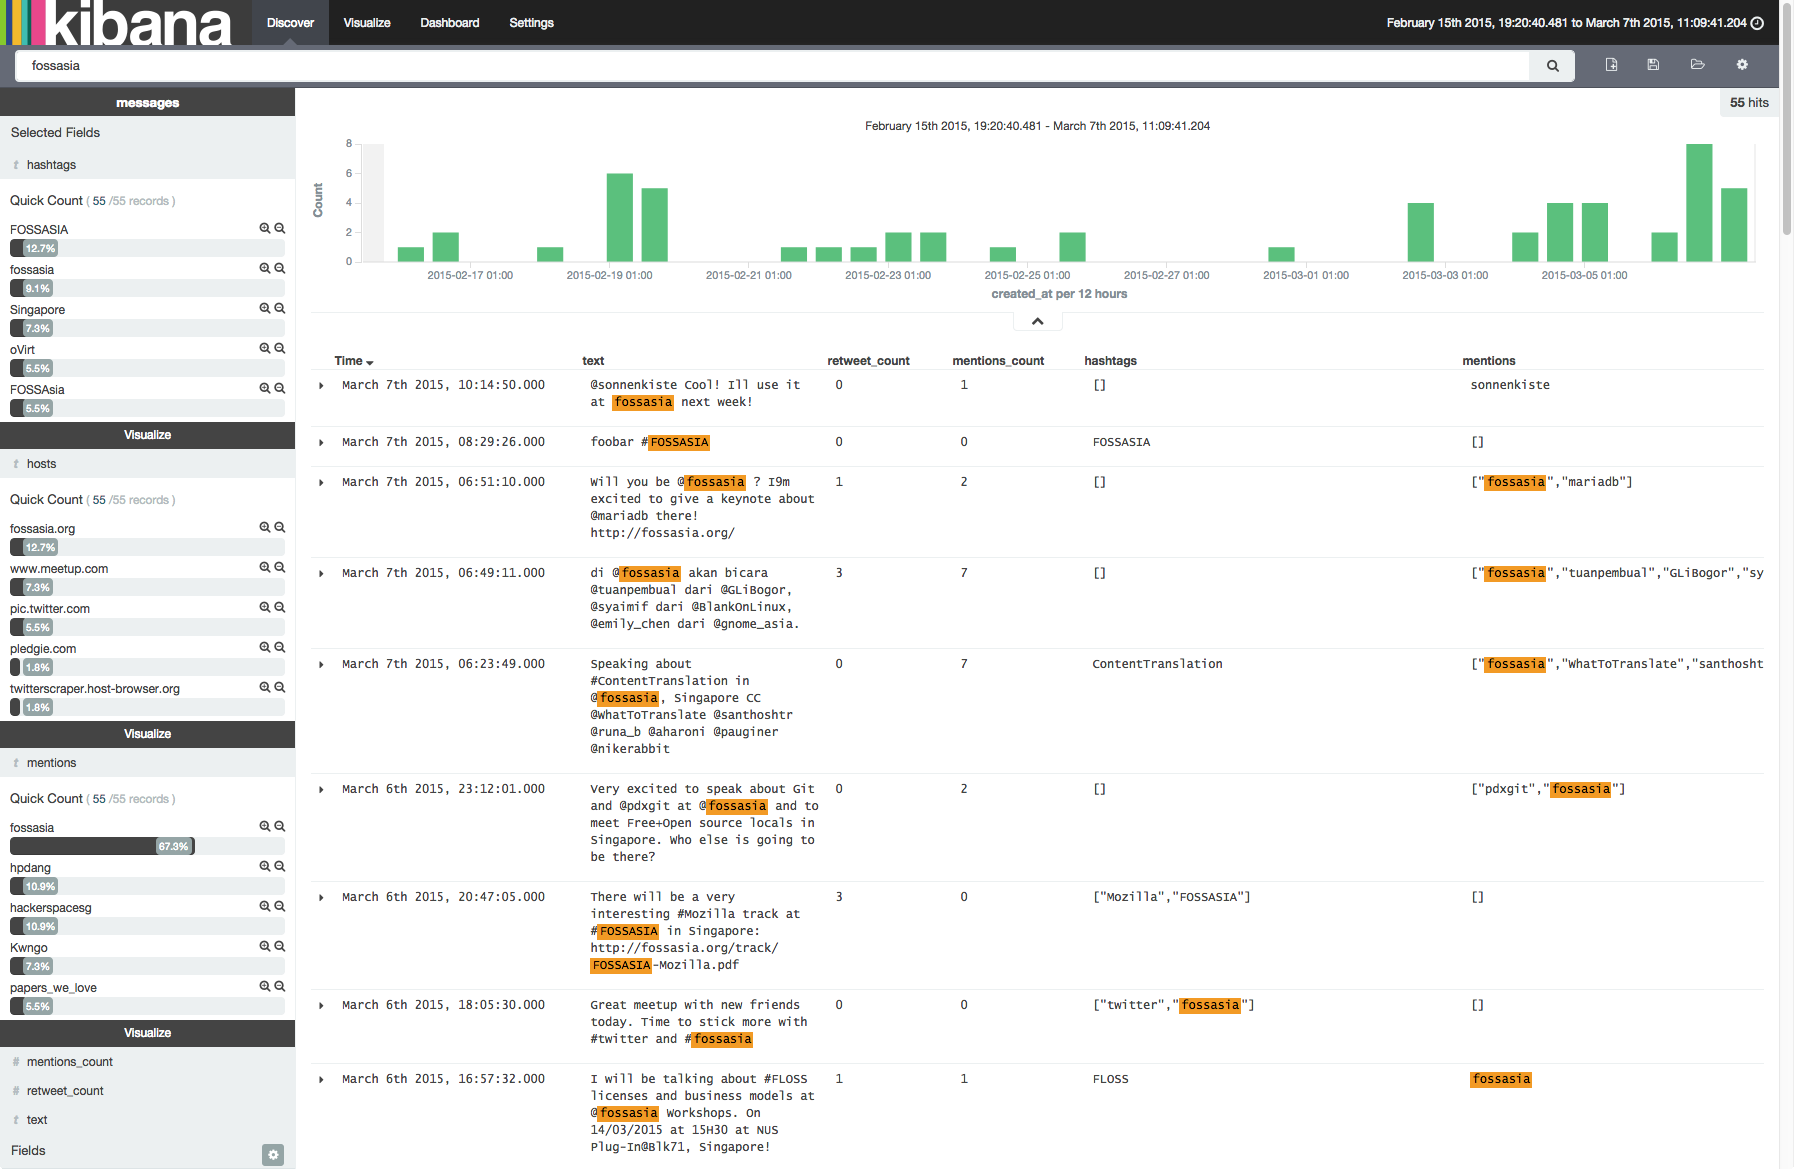 kibana
Discover Visualize Dashboard Settings
February 15th 2015, 19:20:40.481 to March 7th 2015, 11:09:41.204
fossasia
messages
Selected Fields
t hashtags
Quick Count ( 55 /55 records )
FOSSASIA
12.7%
fossasia
9.1%
Singapore
7.3%
oVirt
5.5%
FOSSAsia
5.5%
Visualize
t hosts
Quick Count ( 55 /55 records )
fossasia.org
12.7%
www.meetup.com
7.3%
pic.twitter.com
5.5%
pledgie.com
1.8%
twitterscraper.host-browser.org
1.8%
Visualize
t mentions
Quick Count ( 55 /55 records )
fossasia
67.3%
hpdang
10.9%
hackerspacesg
10.9%
Kwngo
7.3%
papers_we_love
5.5%
Visualize
# mentions_count
# retweet_count
t text
Fields
55 hits
February 15th 2015, 19:20:40.481 - March 7th 2015, 11:09:41.204
Count
8
6
4
2
0
2015-02-17 01:00 2015-02-19 01:00 2015-02-21 01:00 2015-02-23 01:00 2015-02-25 01:00 2015-02-27 01:00 2015-03-01 01:00 2015-03-03 01:00 2015-03-05 01:00
created_at per 12 hours
Time text retweet_count mentions_count hashtags mentions
March 7th 2015, 10:14:50.000 @sonnenkiste Cool! Ill use it 0 1 [] sonnenkiste
at fossasia next week!
March 7th 2015, 08:29:26.000 foobar #FOSSASIA 0 0 FOSSASIA []
March 7th 2015, 06:51:10.000 Will you be @fossasia ? I9m 1 2 [] ["fossasia","mariadb"]
excited to give a keynote about
@mariadb there!
http://fossasia.org/
March 7th 2015, 06:49:11.000 di @fossasia akan bicara 3 7 [] ["fossasia","tuanpembual","GLiBogor","sy
@tuanpembual dari @GLiBogor,
@syaimif dari @BlankOnLinux,
@emily_chen dari @gnome_asia.
March 7th 2015, 06:23:49.000 Speaking about 0 7 ContentTranslation ["fossasia","WhatToTranslate","santhosht
#ContentTranslation in
@fossasia, Singapore CC
@WhatToTranslate @santhoshtr
@runa_b @aharoni @pauginer
@nikerabbit
March 6th 2015, 23:12:01.000 Very excited to speak about Git 0 2 [] ["pdxgit","fossasia"]
and @pdxgit at @fossasia and to
meet Free+Open source locals in
Singapore. Who else is going to
be there?
March 6th 2015, 20:47:05.000 There will be a very 3 0 ["Mozilla","FOSSASIA"] []
interesting #Mozilla track at
#FOSSASIA in Singapore:
http://fossasia.org/track/
FOSSASIA-Mozilla.pdf
March 6th 2015, 18:05:30.000 Great meetup with new friends 0 0 ["twitter","fossasia"] []
today. Time to stick more with
#twitter and #fossasia
March 6th 2015, 16:57:32.000 I will be talking about #FLOSS 1 1 FLOSS fossasia
licenses and business models at
@fossasia Workshops. On
14/03/2015 at 15H30 at NUS
Plug-In@Blk71, Singapore!